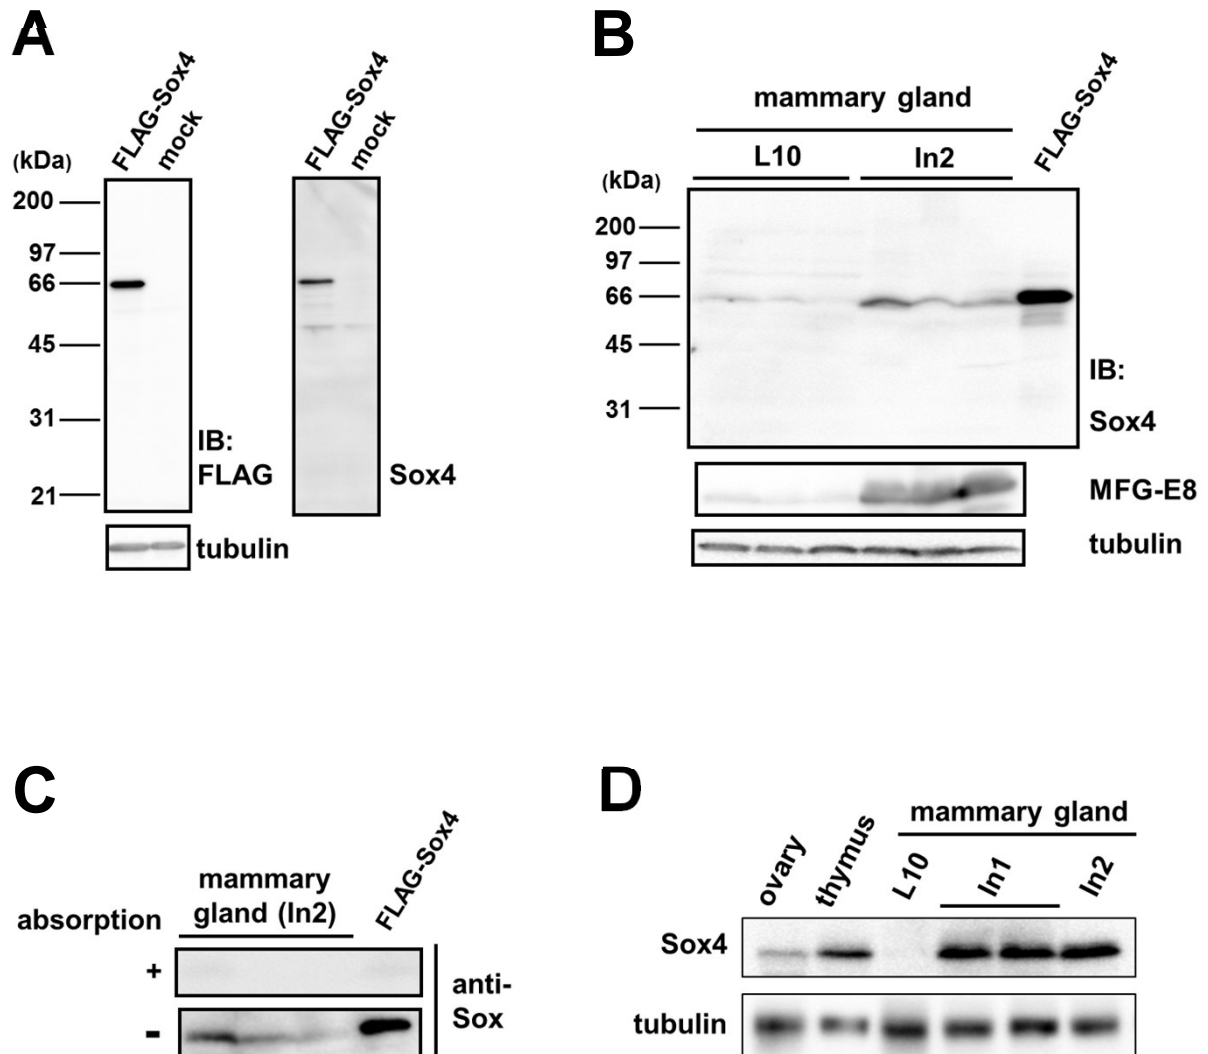 A
FLAG-Sox4
mock
FLAG-Sox4
mock
(kDa)
200
97
66
45
31
21
IB:
FLAG
Sox4
tubulin
B
mammary gland
FLAG-Sox4
L10
In2
(kDa)
200
97
66
45
31
IB:
Sox4
MFG-E8
tubulin
C
mammary
gland (In2)
FLAG-Sox4
absorption
+
-
anti-
Sox
D
mammary gland
ovary
thymus
L10
In1
In2
Sox4
tubulin